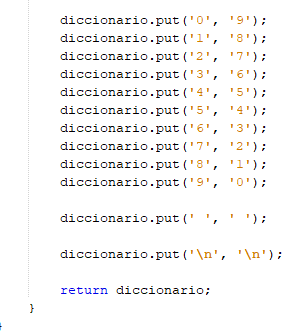 diccionario.put('0', '9');
diccionario.put('1', '8');
diccionario.put('2', '7');
diccionario.put('3', '6');
diccionario.put('4', '5');
diccionario.put('5', '4');
diccionario.put('6', '3');
diccionario.put('7', '2');
diccionario.put('8', '1');
diccionario.put('9', '0');
diccionario.put(' ', ' ');
diccionario.put('\n', '\n');
return diccionario;
}
}